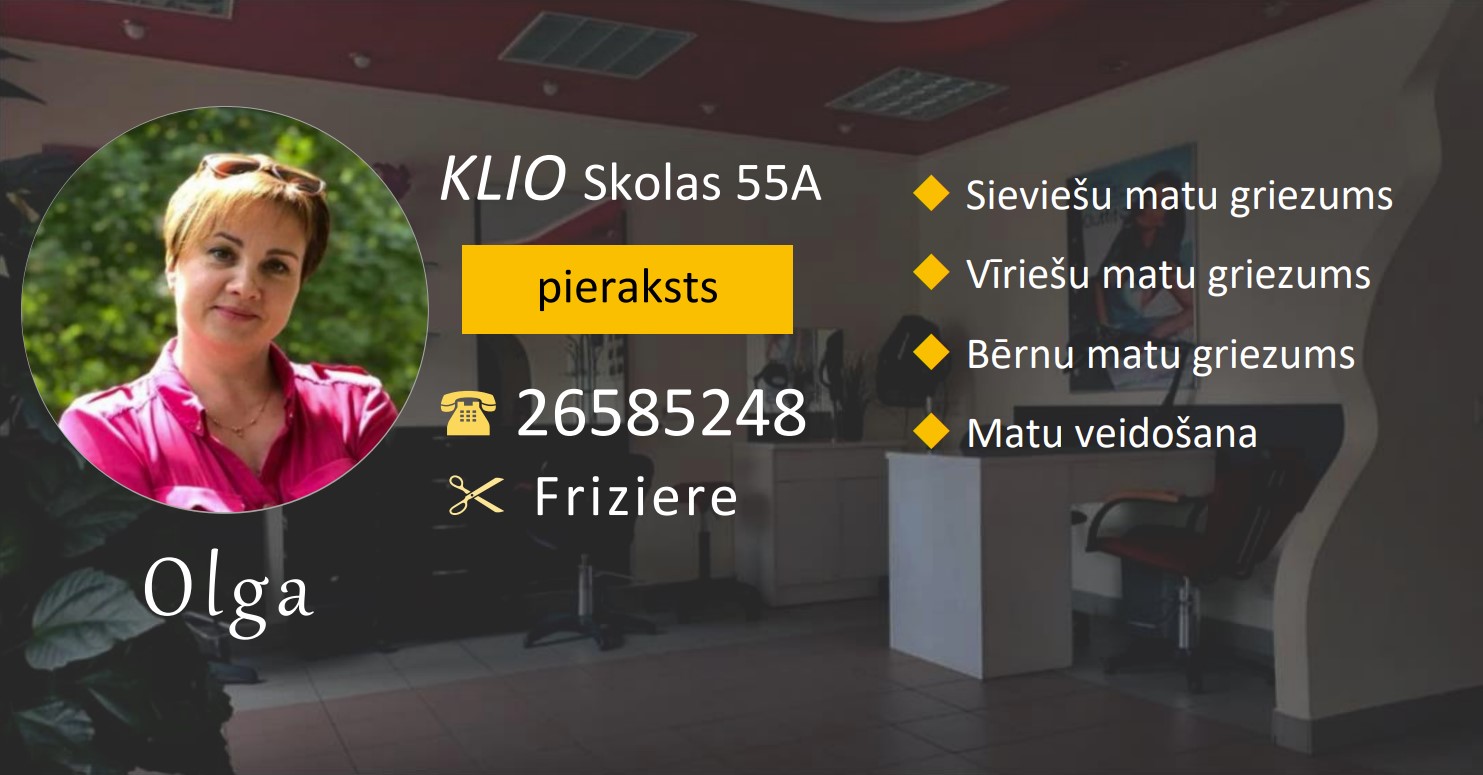 KLIO Skolas 55A
pieraksts
26585248
Friziere
Olga
Sieviešu matu griezums
Vīriešu matu griezums
Bērnu matu griezums
Matu veidošana